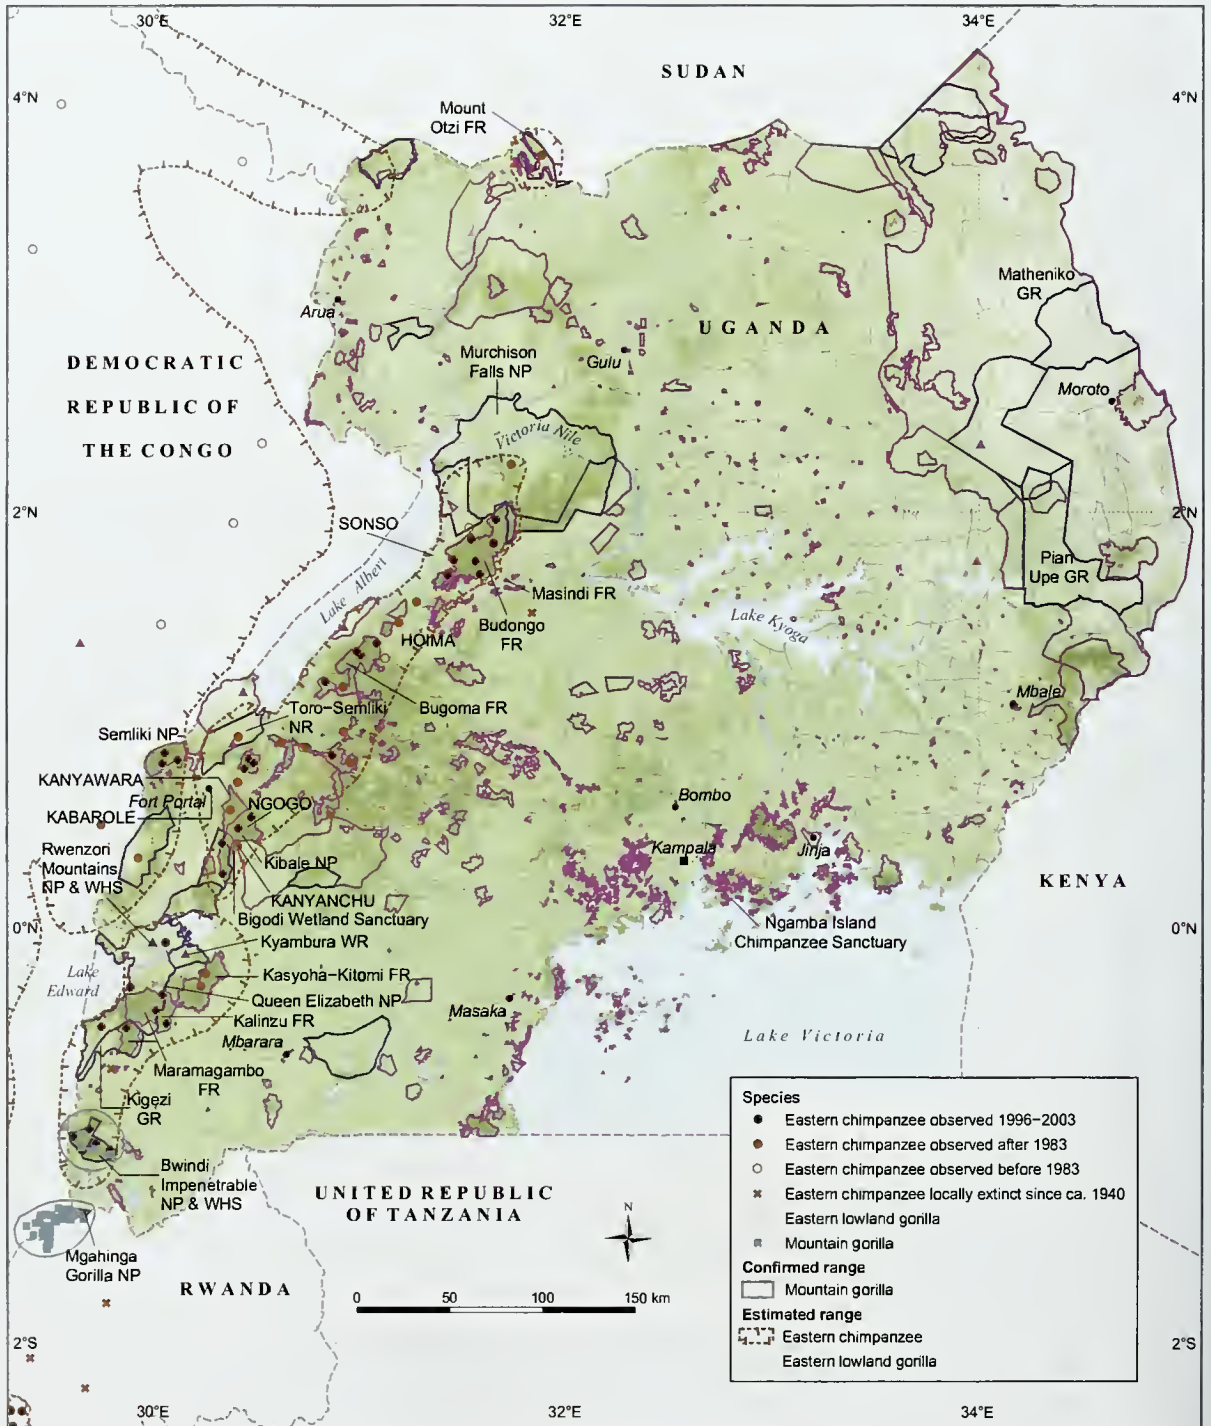 30°E
32°E
34°E
SUDAN
4°N
4°N
Mount
Otzi FR
Matheniko
GR
Arua
UGANDA
Gulu
DEMOCRATIC
REPUBLIC OF
THE CONGO
Murchison
Falls NP
Moroto
Victoria Nile
2°N
2°N
SONSO
Pian
Upe GR
Lake Albert
Masindi FR
Budongo
FR
Lake Kyoga
HOIMA
Mbale
Toro-Semliki
NR
Bugoma FR
Semliki NP
KANYAWARA
Fort Portal
NGOGO
Bombo
KABAROLE
Kampala
Jinja
Rwenzori
Mountains
NP & WHS
Kibale NP
KENYA
KANYANCHU
Bigodi Wetland Sanctuary
Ngamba Island
Chimpanzee Sanctuary
0°N
0°N
Kyambura WR
Lake
Edward
Kasyoha-Kitomi FR
Queen Elizabeth NP
Masaka
Kalinzu FR
Mbarara
Lake Victoria
Maramagambo
FR
Kigezi
GR
Bwindi
Impenetrable
NP & WHS
UNITED REPUBLIC
OF TANZANIA
N
Mgahinga
Gorilla NP
RWANDA
0 50 100 150 km
Species
Eastern chimpanzee observed 1996–2003
Eastern chimpanzee observed after 1983
Eastern chimpanzee observed before 1983
Eastern chimpanzee locally extinct since ca. 1940
Eastern lowland gorilla
Mountain gorilla
Confirmed range
Mountain gorilla
Estimated range
Eastern chimpanzee
Eastern lowland gorilla
2°S
2°S
30°E
32°E
34°E